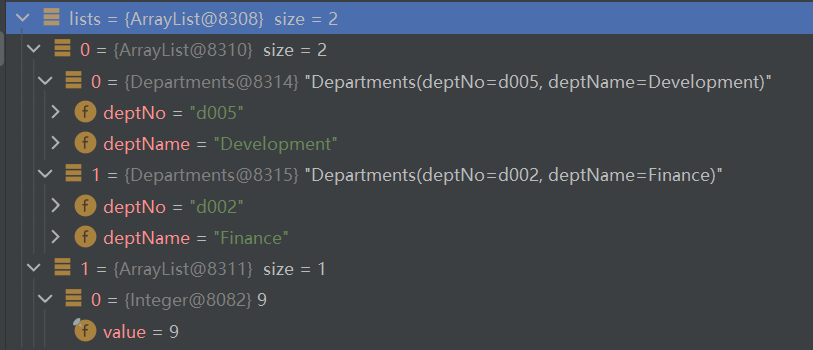 lists = {ArrayList@8308} size = 2
0 = {ArrayList@8310} size = 2
0 = {Departments@8314} "Departments(deptNo=d005, deptName=Development)"
f deptNo = "d005"
f deptName = "Development"
1 = {Departments@8315} "Departments(deptNo=d002, deptName=Finance)"
f deptNo = "d002"
f deptName = "Finance"
1 = {ArrayList@8311} size = 1
0 = {Integer@8082} 9
f value = 9